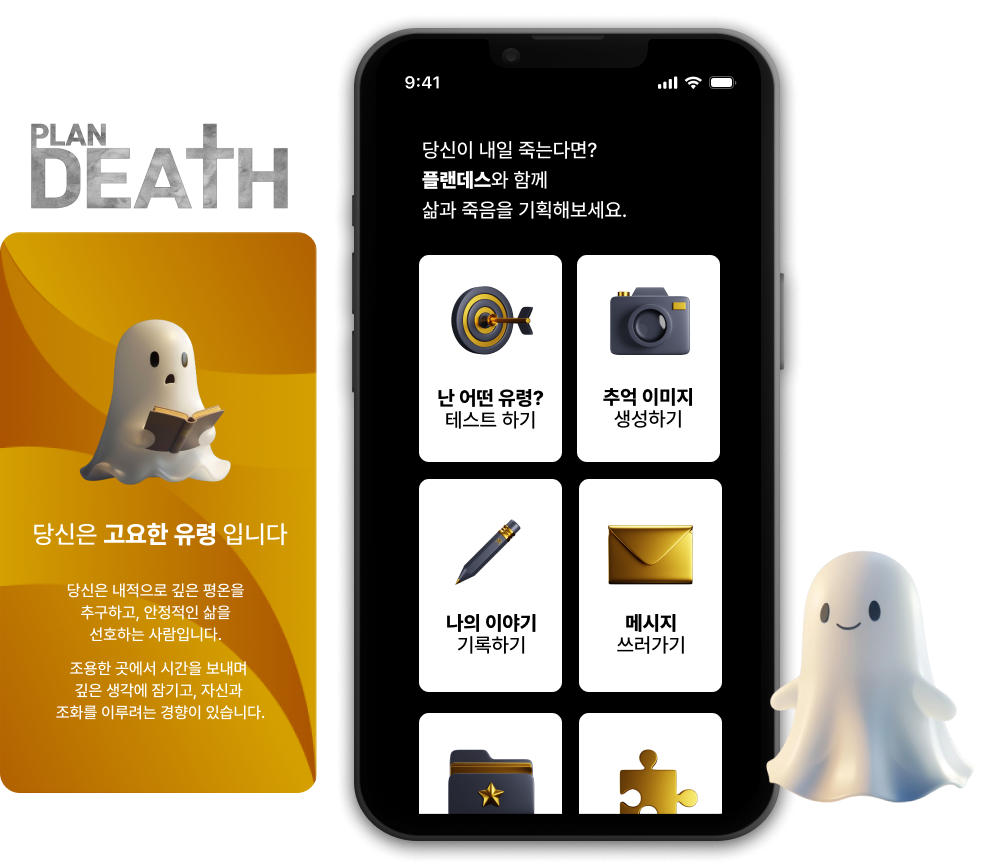 PLAN
DEATH
당신은 고요한 유령 입니다
당신은 내적으로 깊은 평온을
추구하고, 안정적인 삶을
선호하는 사람입니다.
조용한 곳에서 시간을 보내며
깊은 생각에 잠기고, 자신과
조화를 이루려는 경향이 있습니다.
9:41
당신이 내일 죽는다면?
플랜데스와 함께
삶과 죽음을 기획해보세요.
난 어떤 유령?
테스트 하기
추억 이미지
생성하기
나의 이야기
기록하기
메시지
쓰러가기